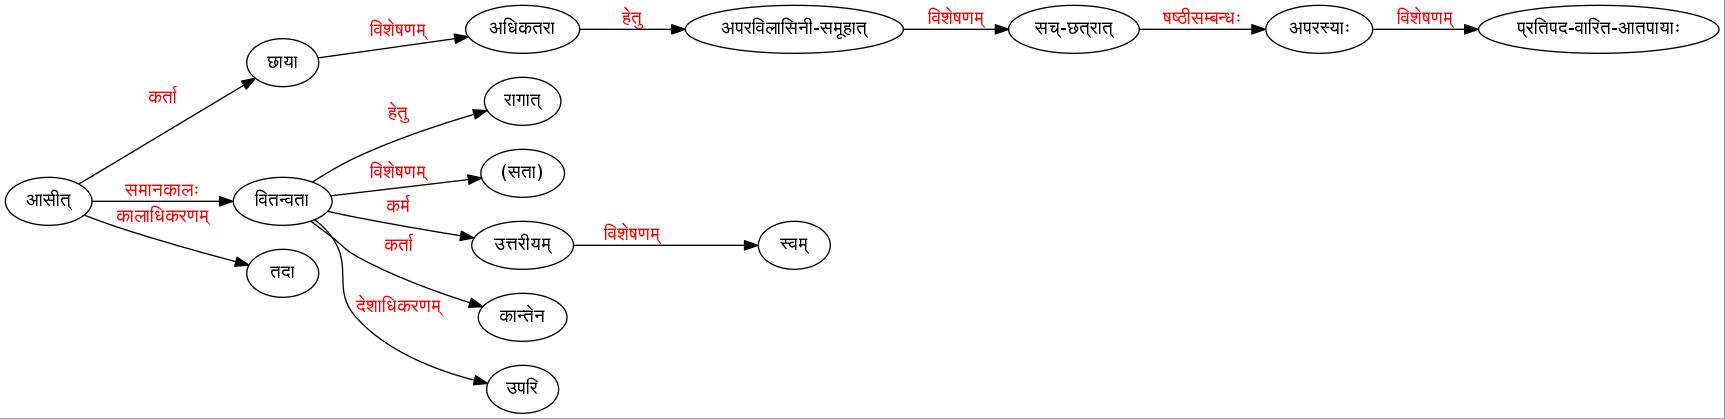 विशेषणम् अधिकतरा हेतु अपरविलासिनी-समूहात् विशेषणम् सच्-छत्रात् षष्ठीसम्बन्धः अपरस्याः विशेषणम् प्रतिपद-वारित-आतपायाः
छाया
कर्ता
हेतु रागात्
विशेषणम् (सता)
आसीत् समानकालः वितन्वता
कर्म
कालाधिकरणम्
विशेषणम् स्वम्
कर्ता उत्तरीयम्
तदा
देशाधिकरणम् कान्तेन
उपरि